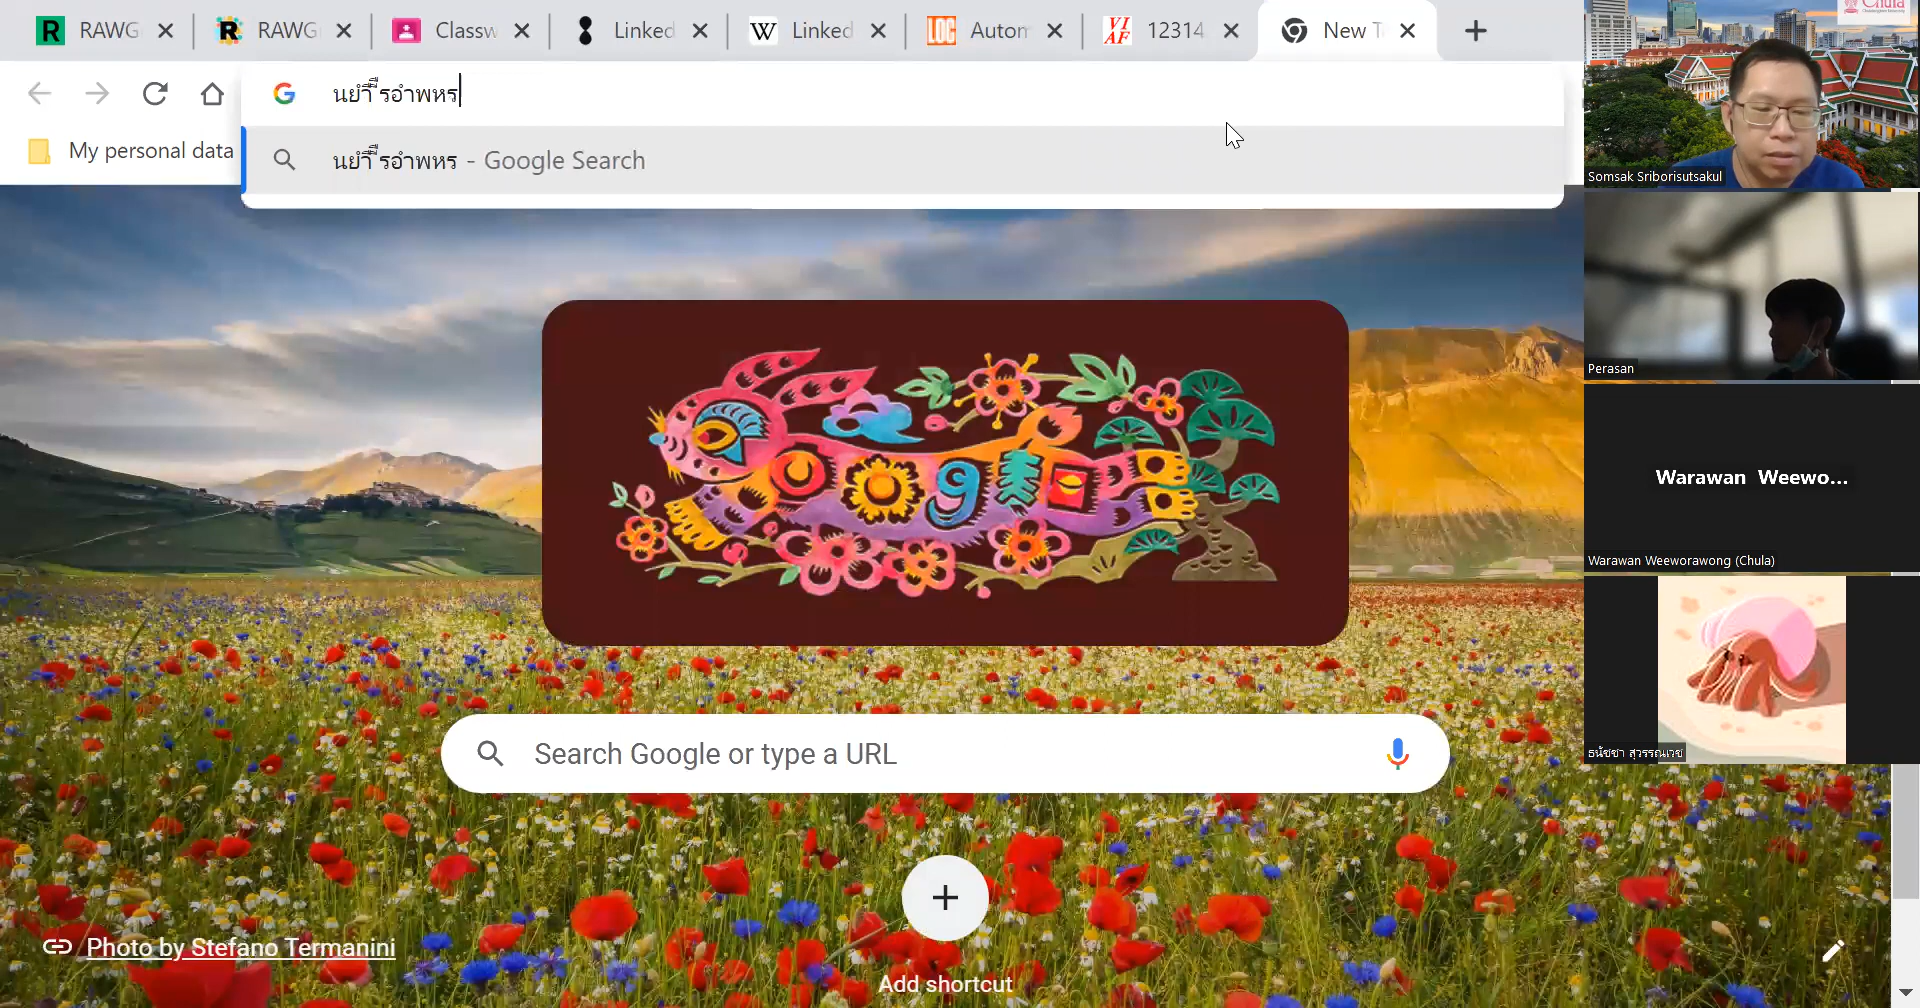 RAWG
RAWG
Classw
Linked
Linked
Autom
12314
New T
นยำิื่รอำพหร
นยำิื่รอำพหร - Google Search
My personal data
Search Google or type a URL
Add shortcut
Photo by Stefano Termanini
Chula
Somsak Sriborisutsakul
Perasan
Warawan Weewo...
Warawan Weeworawong (Chula)
ธนัชชา สุวรรณเวช